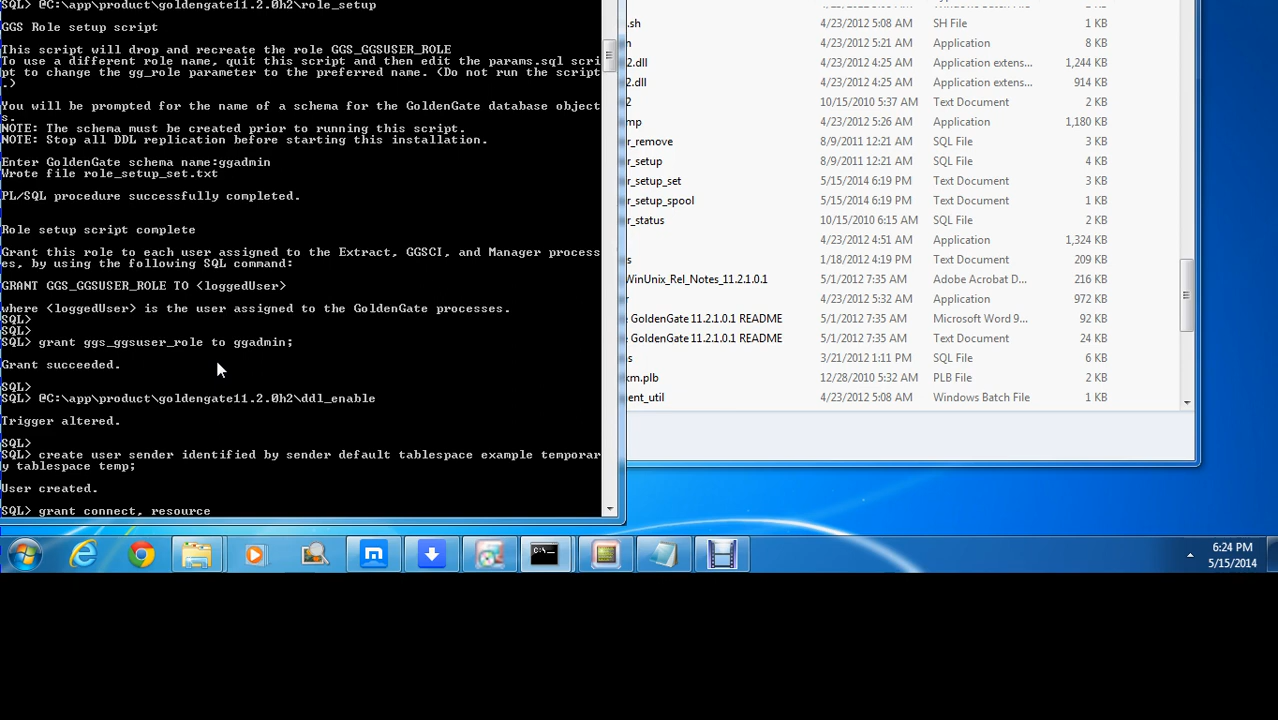 SQL> @C:\app\product\goldengate11.2.0h2\role_setup
GGS Role setup script
This script will drop and recreate the role GGS_GGSUSER_ROLE
To use a different role name, quit this script and then edit the params.sql scri
pt to change the gg_role parameter to the preferred name. (Do not run the script
.)
You will be prompted for the name of a schema for the GoldenGate database object
s.
NOTE: The schema must be created prior to running this script.
NOTE: Stop all DDL replication before starting this installation.
Enter GoldenGate schema name:ggadmin
Wrote file role_setup_set.txt
PL/SQL procedure successfully completed.
Role setup script complete
Grant this role to each user assigned to the Extract, GGSCI, and Manager process
es, by using the following SQL command:
GRANT GGS_GGSUSER_ROLE TO <loggedUser>
where <loggedUser> is the user assigned to the GoldenGate processes.
SQL>
SQL>
SQL> grant ggs_ggsuser_role to ggadmin;
Grant succeeded.
SQL>
SQL> @C:\app\product\goldengate11.2.0h2\ddl_enable
Trigger altered.
SQL>
SQL> create user sender identified by sender default tablespace example temporar
y tablespace temp;
User created.
SQL> grant connect, resource
.sh 4/23/2012 5:08 AM SH File 1 KB
n 4/23/2012 5:21 AM Application 8 KB
2.dll 4/23/2012 4:25 AM Application extens... 1,244 KB
2.dll 4/23/2012 4:25 AM Application extens... 914 KB
2 10/15/2010 5:37 AM Text Document 2 KB
mp 4/23/2012 5:26 AM Application 1,180 KB
r_remove 8/9/2011 12:21 AM SQL File 1 KB
r_setup 8/9/2011 12:21 AM SQL File 4 KB
r_setup_set 5/15/2014 6:19 PM Text Document 3 KB
r_setup_spool 5/15/2014 6:19 PM Text Document 2 KB
r_status 10/15/2010 6:15 AM SQL File 2 KB
4/23/2012 4:51 AM Application 1,324 KB
s 1/18/2012 4:19 PM Text Document 209 KB
WinUnix_Rel_Notes_11.2.1.0.1 5/1/2012 7:35 AM Adobe Acrobat D... 
r 4/23/2012 5:32 AM Application 972 KB
GoldenGate 11.2.1.0.1 README 5/1/2012 7:35 AM Microsoft Word 9... 92 KB
GoldenGate 11.2.1.0.1 README 5/1/2012 7:35 AM Text Document 24 KB
s 3/21/2012 1:11 PM SQL File 6 KB
km.plb 12/28/2010 5:32 AM PLB File 2 KB
ent_util 4/23/2012 5:08 AM Windows Batch File 1 KB
6:24 PM
5/15/2014